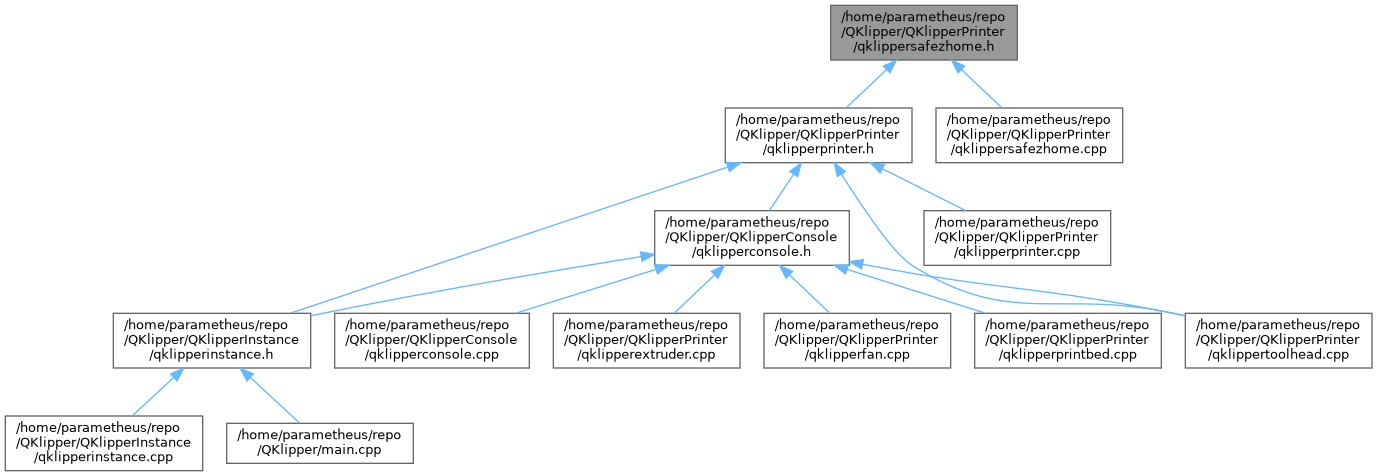 /home/parametheus/repo
/QKlipper/QKlipperPrinter
/qklippersafezhome.h
/home/parametheus/repo
/QKlipper/QKlipperPrinter
/qklipperprinter.h
/home/parametheus/repo
/QKlipper/QKlipperPrinter
/qklippersafezhome.cpp
/home/parametheus/repo
/QKlipper/QKlipperConsole
/qklipperconsole.h
/home/parametheus/repo
/QKlipper/QKlipperPrinter
/qklipperprinter.cpp
/home/parametheus/repo
/QKlipper/QKlipperInstance
/qklipperinstance.h
/home/parametheus/repo
/QKlipper/QKlipperConsole
/qklipperconsole.cpp
/home/parametheus/repo
/QKlipper/QKlipperPrinter
/qklipperextruder.cpp
/home/parametheus/repo
/QKlipper/QKlipperPrinter
/qklipperfan.cpp
/home/parametheus/repo
/QKlipper/QKlipperPrinter
/qklipperprintbed.cpp
/home/parametheus/repo
/QKlipper/QKlipperPrinter
/qklippertoolhead.cpp
/home/parametheus/repo
/QKlipper/QKlipperInstance
/qklipperinstance.cpp
/home/parametheus/repo
/QKlipper/main.cpp